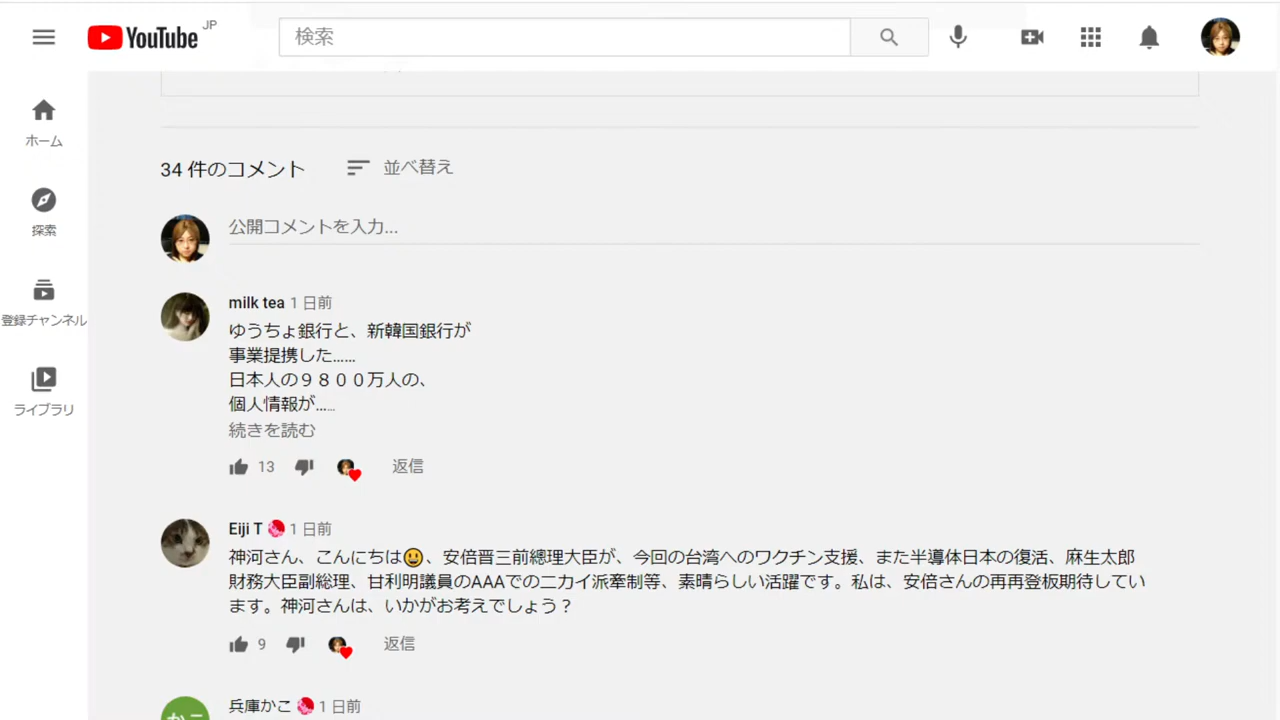 YouTube JP
検索
ホーム
探索
登録チャンネル
ライブラリ
34 件のコメント 並べ替え
公開コメントを入力...
milk tea 1 日前
ゆうちょ銀行と、新韓国銀行が
事業提携した......
日本人の９８００万人の、
個人情報が......
続きを読む
13 返信
Eiji T 1 日前
神河さん、こんにちは😃、安倍晋三前總理大臣が、今回の台湾へのワクチン支援、また半導体日本の復活、麻生太郎
財務大臣副総理、甘利明議員のAAAでのニカイ派牽制等、素晴らしい活躍です。私は、安倍さんの再再登板期待してい
ます。神河さんは、いかがお考えでしょう？
9 返信
兵庫かこ 1 日前
かこ